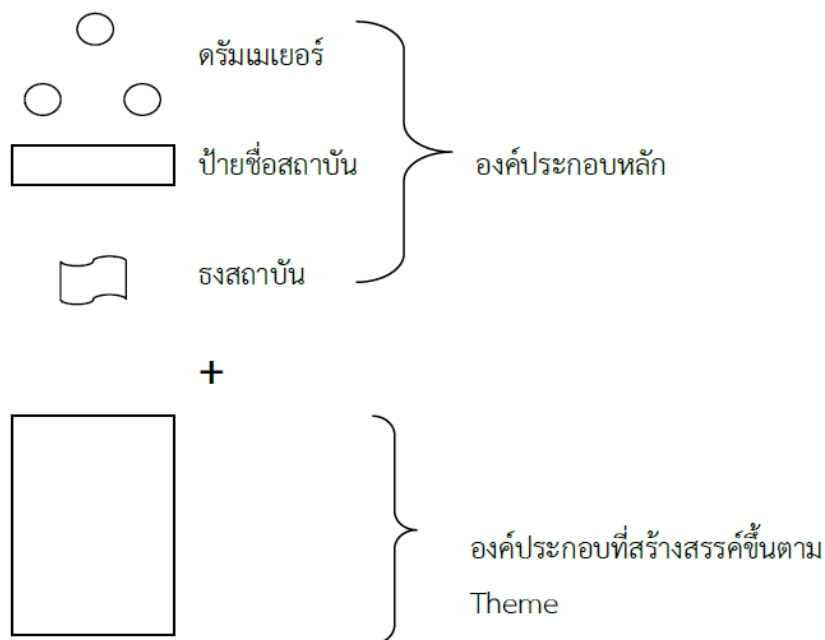 ดรัมเมเยอร์
ป้ายชื่อสถาบัน
องค์ประกอบหลัก
ธงสถาบัน
+
องค์ประกอบที่สร้างสรรค์ขึ้นตาม
Theme